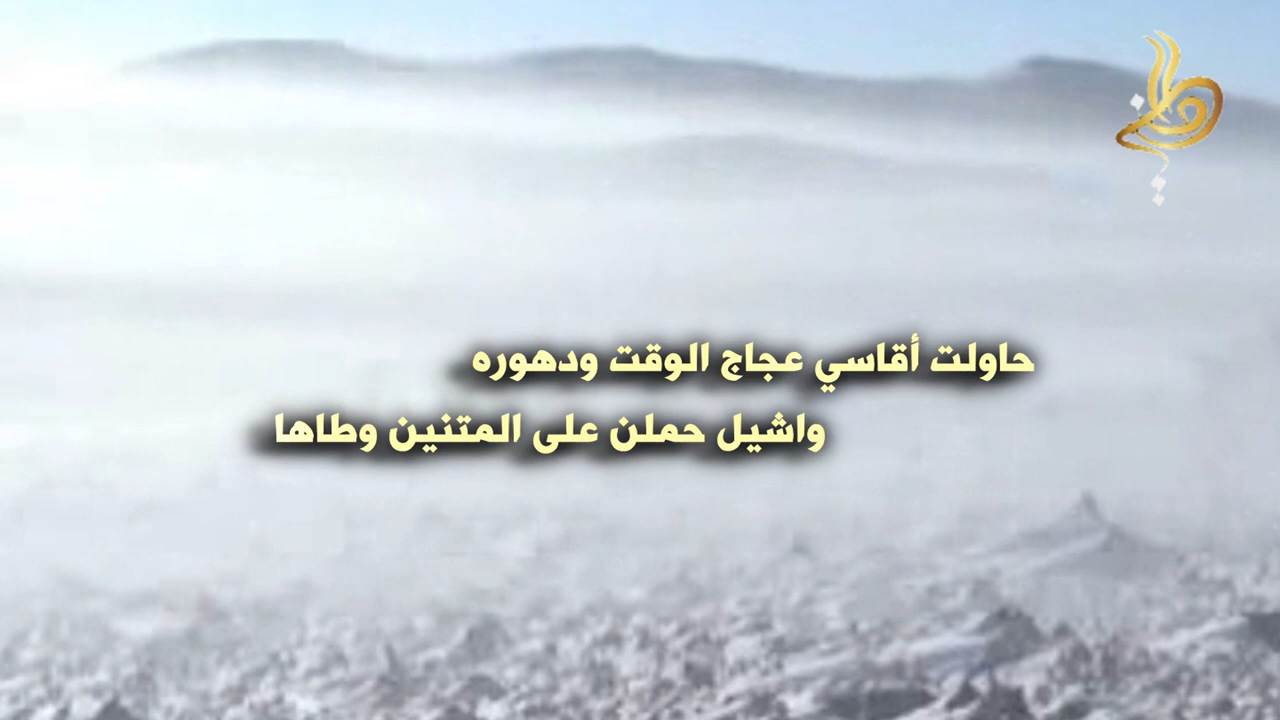 حاولت أقاسي عجاج الوقت ودهوره
واشيل حملن على المتنين وطاها